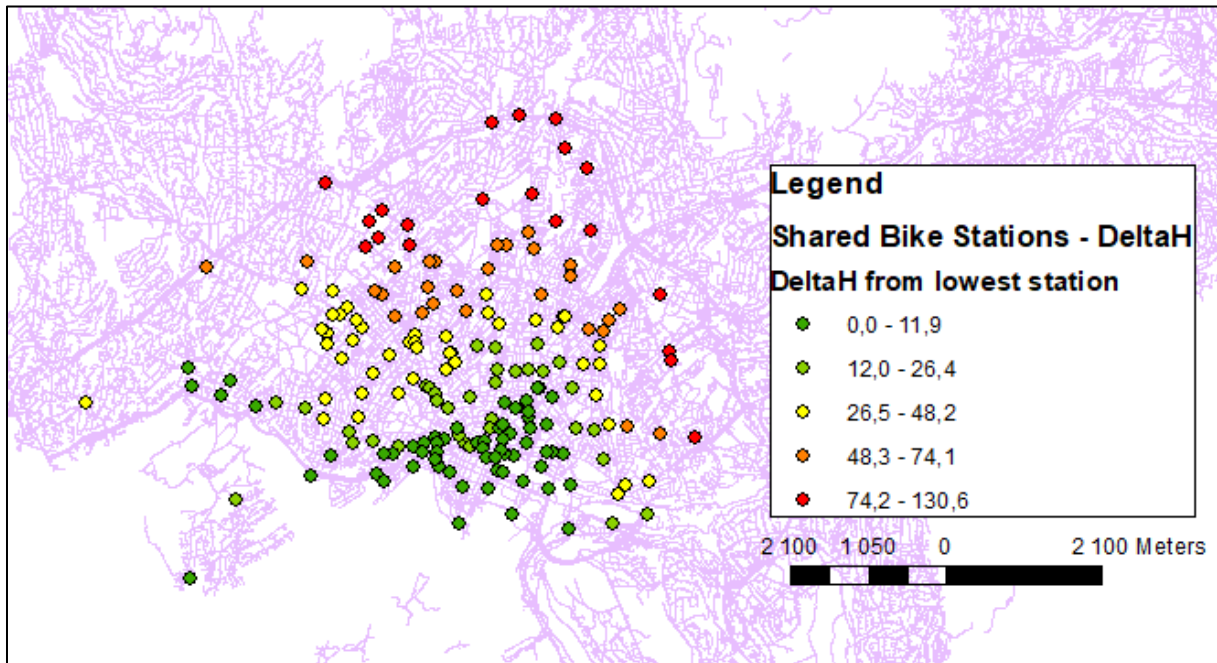 Legend
Shared Bike Stations - DeltaH
DeltaH from lowest station
0,0 - 11,9
12,0 - 26,4
26,5 - 48,2
48,3 - 74,1
74,2 - 130,6
2 100 1 050 0 2 100 Meters